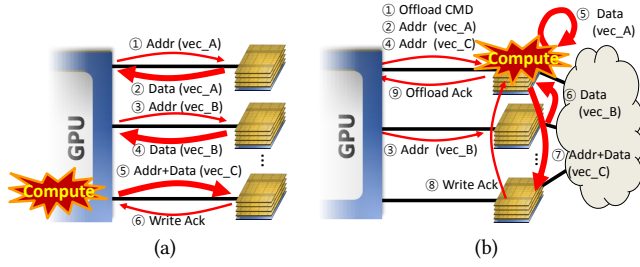 ① Addr (vec_A)
② Data (vec_A)
③ Addr (vec_B)
④ Data (vec_B)
⑤ Addr+Data (vec_C)
⑥ Write Ack
GPU
Compute
...
(a)
① Offload CMD
② Addr (vec_A)
④ Addr (vec_C)
⑤ Data
(vec_A)
Compute
⑨ Offload Ack
⑥ Data
(vec_B)
③ Addr (vec_B)
GPU
...
⑦ Addr+Data
(vec_C)
⑧ Write Ack
(b)